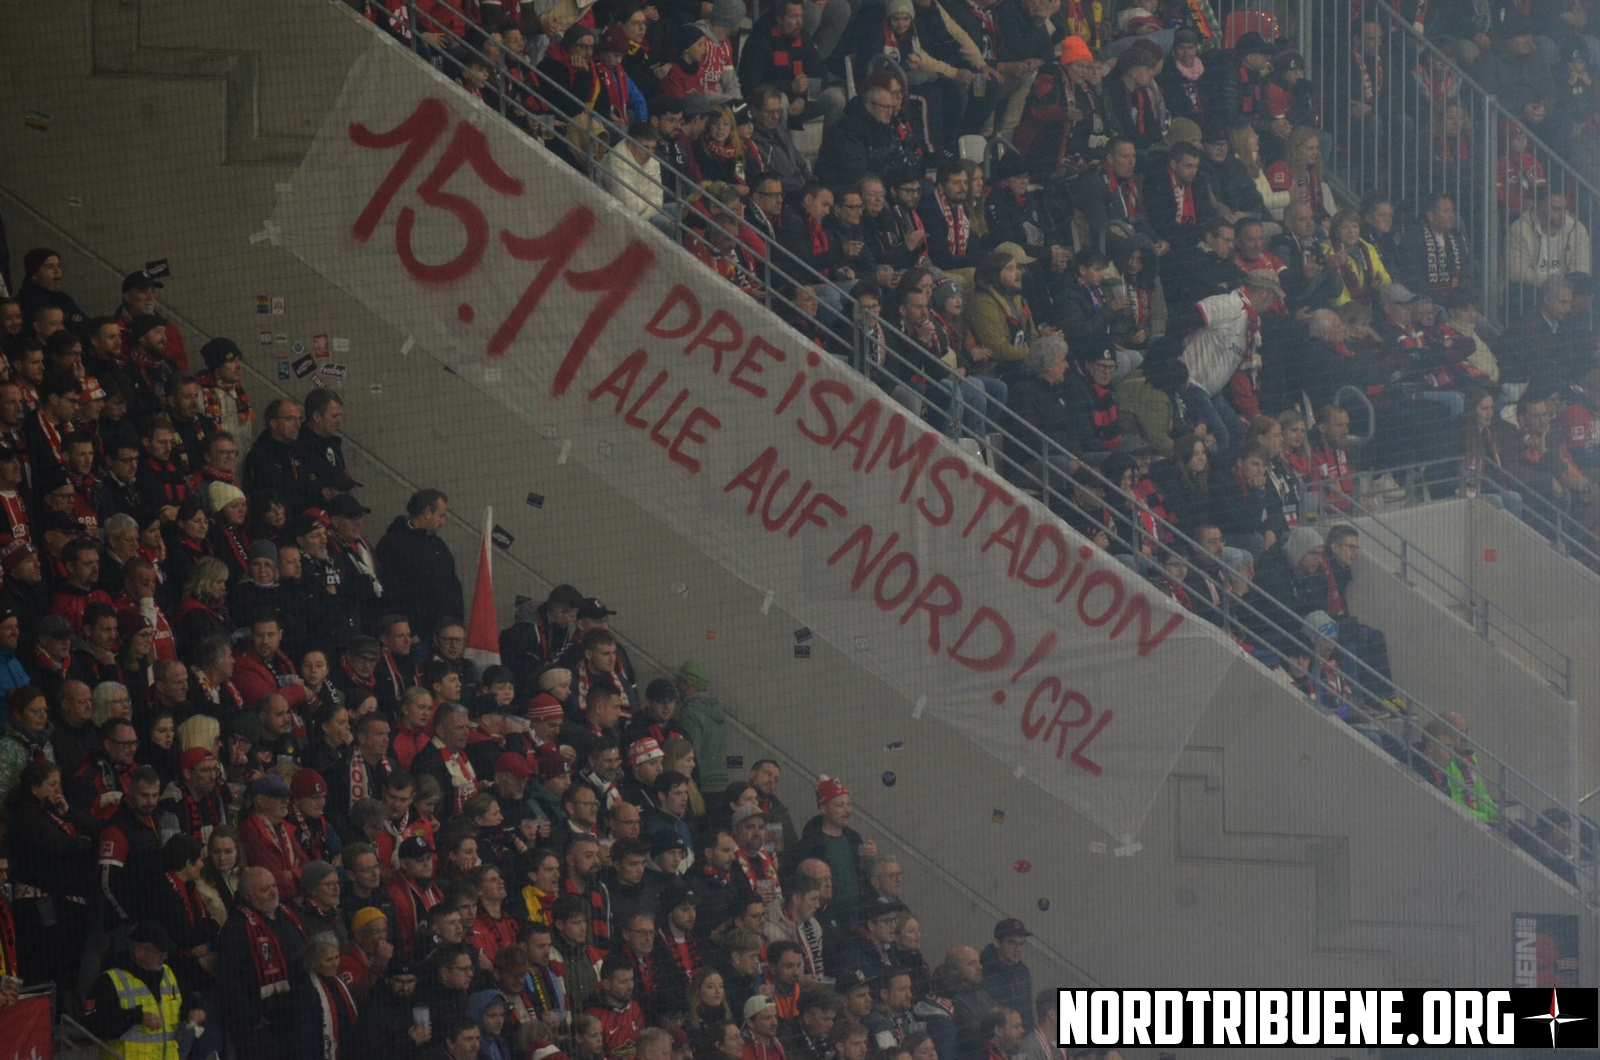 15.11 DREiSAMSTADiON
ALLE AUF NORD! CRL
NORDTRIBUENE.ORG